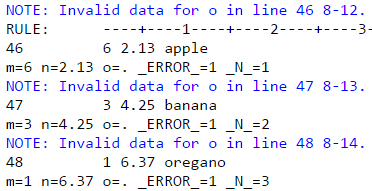 NOTE: Invalid data for o in line 46 8-12.
RULE:      ----+----1----+----2----+----3-
46         6 2.13 apple
m=6 n=2.13 o=. _ERROR_=1 _N_=1
NOTE: Invalid data for o in line 47 8-13.
47         3 4.25 banana
m=3 n=4.25 o=. _ERROR_=1 _N_=2
NOTE: Invalid data for o in line 48 8-14.
48         1 6.37 oregano
m=1 n=6.37 o=. _ERROR_=1 _N_=3